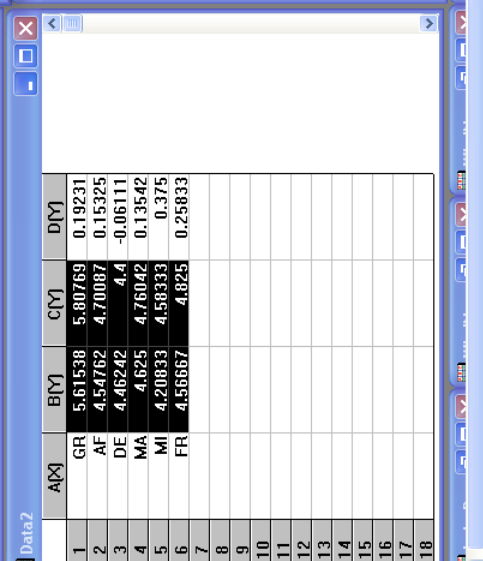 Data2
A(X) B(Y) C(Y) D(Y)
1 GR 5.61538 5.80769 0.19231
2 AF 4.54762 4.70087 0.15325
3 DE 4.46242 4.4 -0.06111
4 MA 4.625 4.76042 0.13542
5 MI 4.20833 4.58333 0.375
6 FR 4.56667 4.825 0.25833
7
8
9
10
11
12
13
14
15
16
17
18